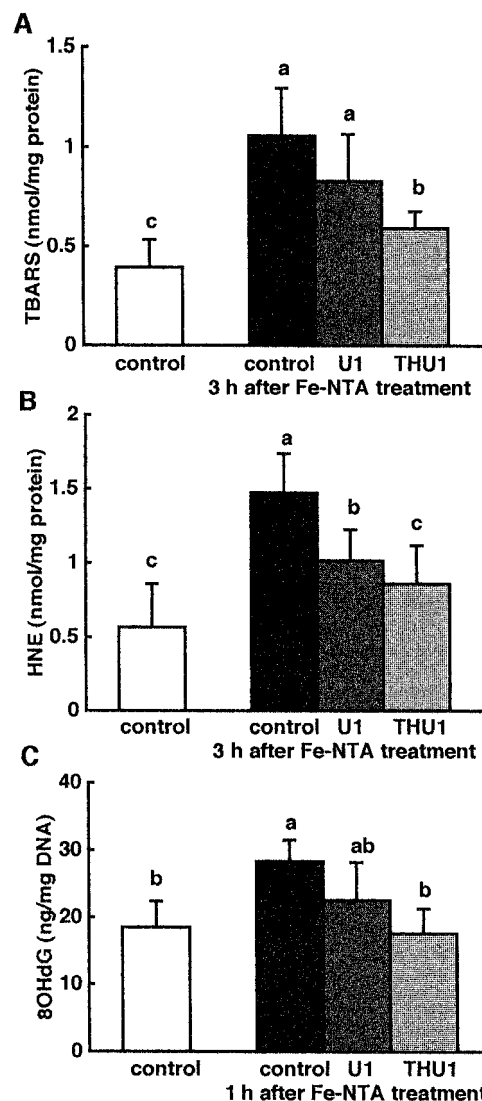 A
TBARS (nmol/mg protein)
1.5
1
0.5
0
c
a
a
b
control
control U1 THU1
3 h after Fe-NTA treatment
B
HNE (nmol/mg protein)
2
1.5
1
0.5
0
c
a
b
c
control
control U1 THU1
3 h after Fe-NTA treatment
C
8OHdG (ng/mg DNA)
40
30
20
10
0
b
a
ab
b
control
control U1 THU1
1 h after Fe-NTA treatment